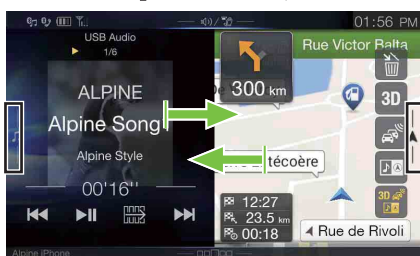 01:56 PM
USB Audio
1/6
ALPINE
Alpine Song
Alpine Style
00'16"
Rue Victor Balta
300 km
3D
técoère
3D
12:27
23.5 km
00:18
Rue de Rivoli
Alpine iPhone